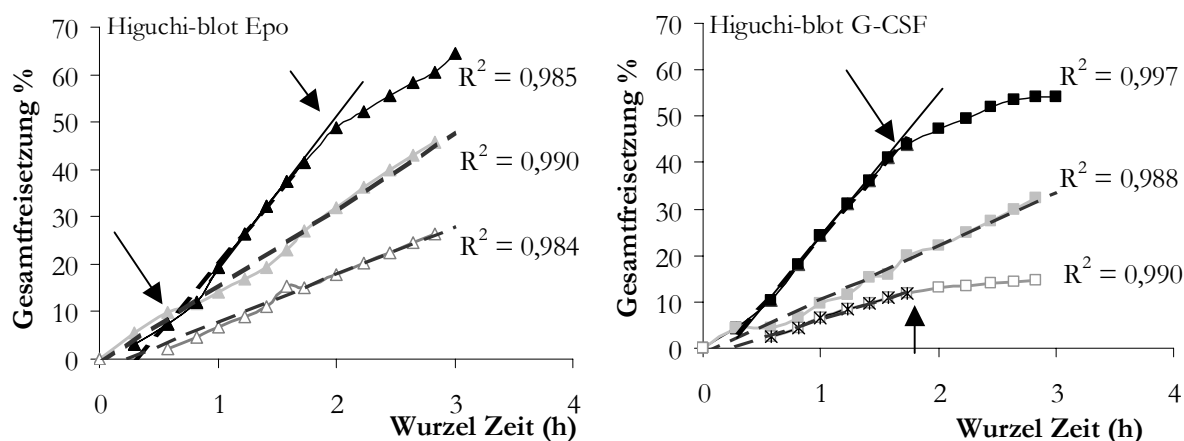 Higuchi-blot Epo
Gesamtfreisetzung %
70
60
50
40
30
20
10
0
R² = 0,985
R² = 0,990
R² = 0,984
0 1 2 3 4
Wurzel Zeit (h)
Higuchi-blot G-CSF
Gesamtfreisetzung %
70
60
50
40
30
20
10
0
R² = 0,997
R² = 0,988
R² = 0,990
0 1 2 3 4
Wurzel Zeit (h)